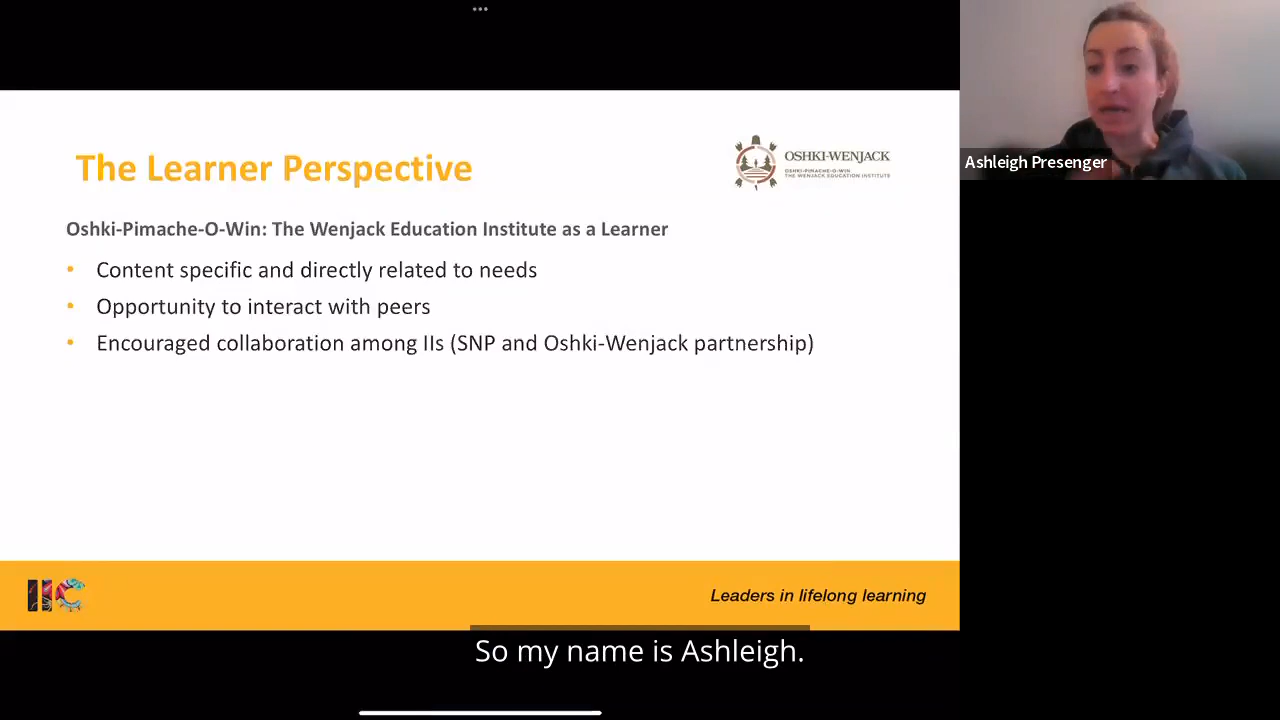 The Learner Perspective
OSHKI-WENJACK
OSHKI-PIMACHE-O-WIN
THE WENJACK EDUCATION INSTITUTE
Ashleigh Presenger
Oshki-Pimache-O-Win: The Wenjack Education Institute as a Learner
• Content specific and directly related to needs
• Opportunity to interact with peers
• Encouraged collaboration among IIs (SNP and Oshki-Wenjack partnership)
IIC
Leaders in lifelong learning
So my name is Ashleigh.